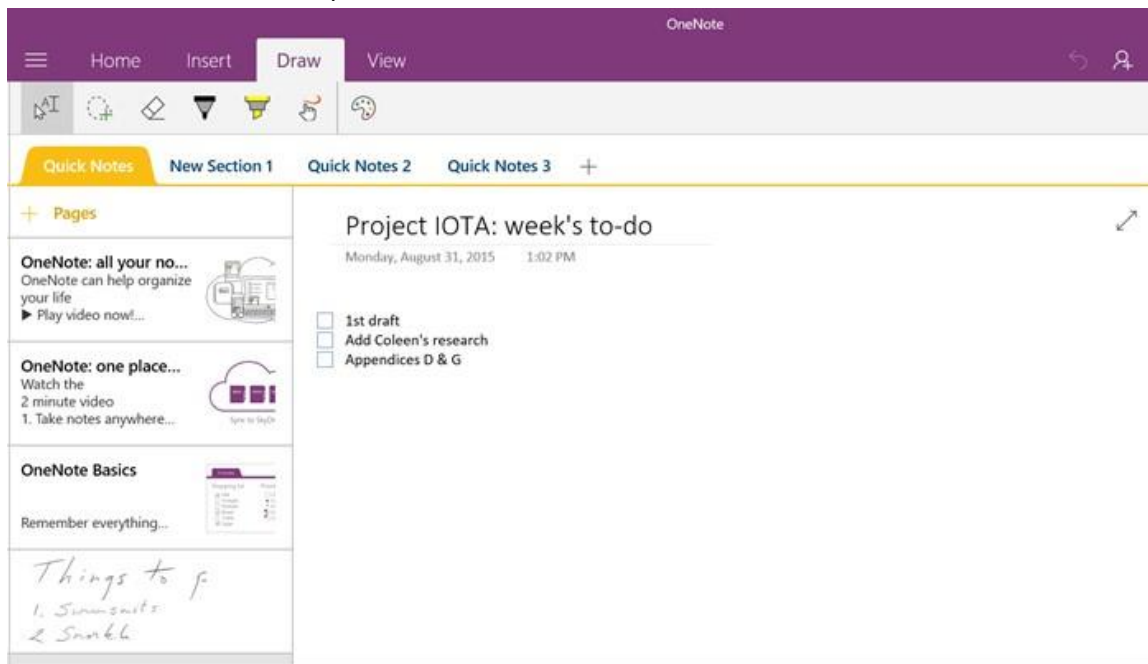 OneNote
Home Insert Draw View
Quick Notes New Section 1 Quick Notes 2 Quick Notes 3
Pages
OneNote: all your no...
OneNote can help organize
your life
▶ Play video now!...
OneNote: one place...
Watch the
2 minute video
1. Take notes anywhere...
OneNote Basics
Remember everything...
Things to
1.
2
Project IOTA: week's to-do
Monday, August 31, 2015 1:02 PM
1st draft
Add Coleen's research
Appendices D & G